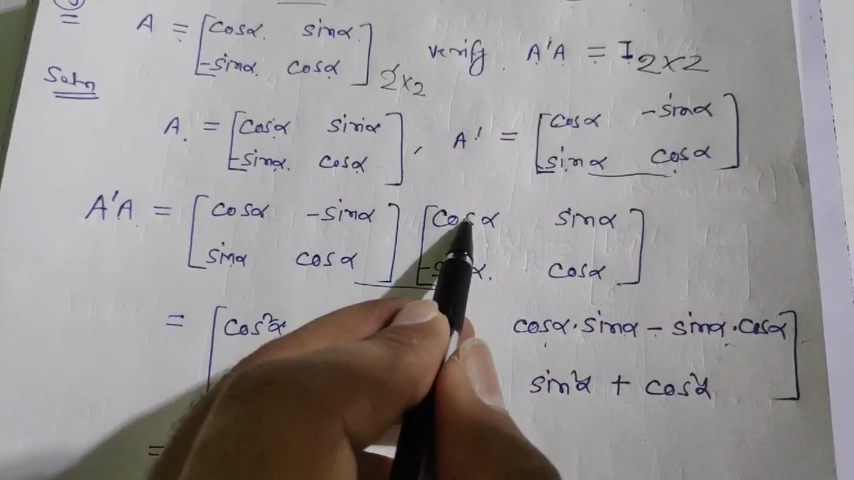 A = [cosα sinα -sinα cosα] 2×2 verify A'A = I 2×2
Soln
A. = [cosα sinα -sinα. cosα], A' = [cosα -sinα sinα cosα]
A'A = [cosα -sinα sinα cosα] [cosα sinα cosα]
= [cos²α cosα·sinα - sinα·cosα
sin²α + cos²α]
=